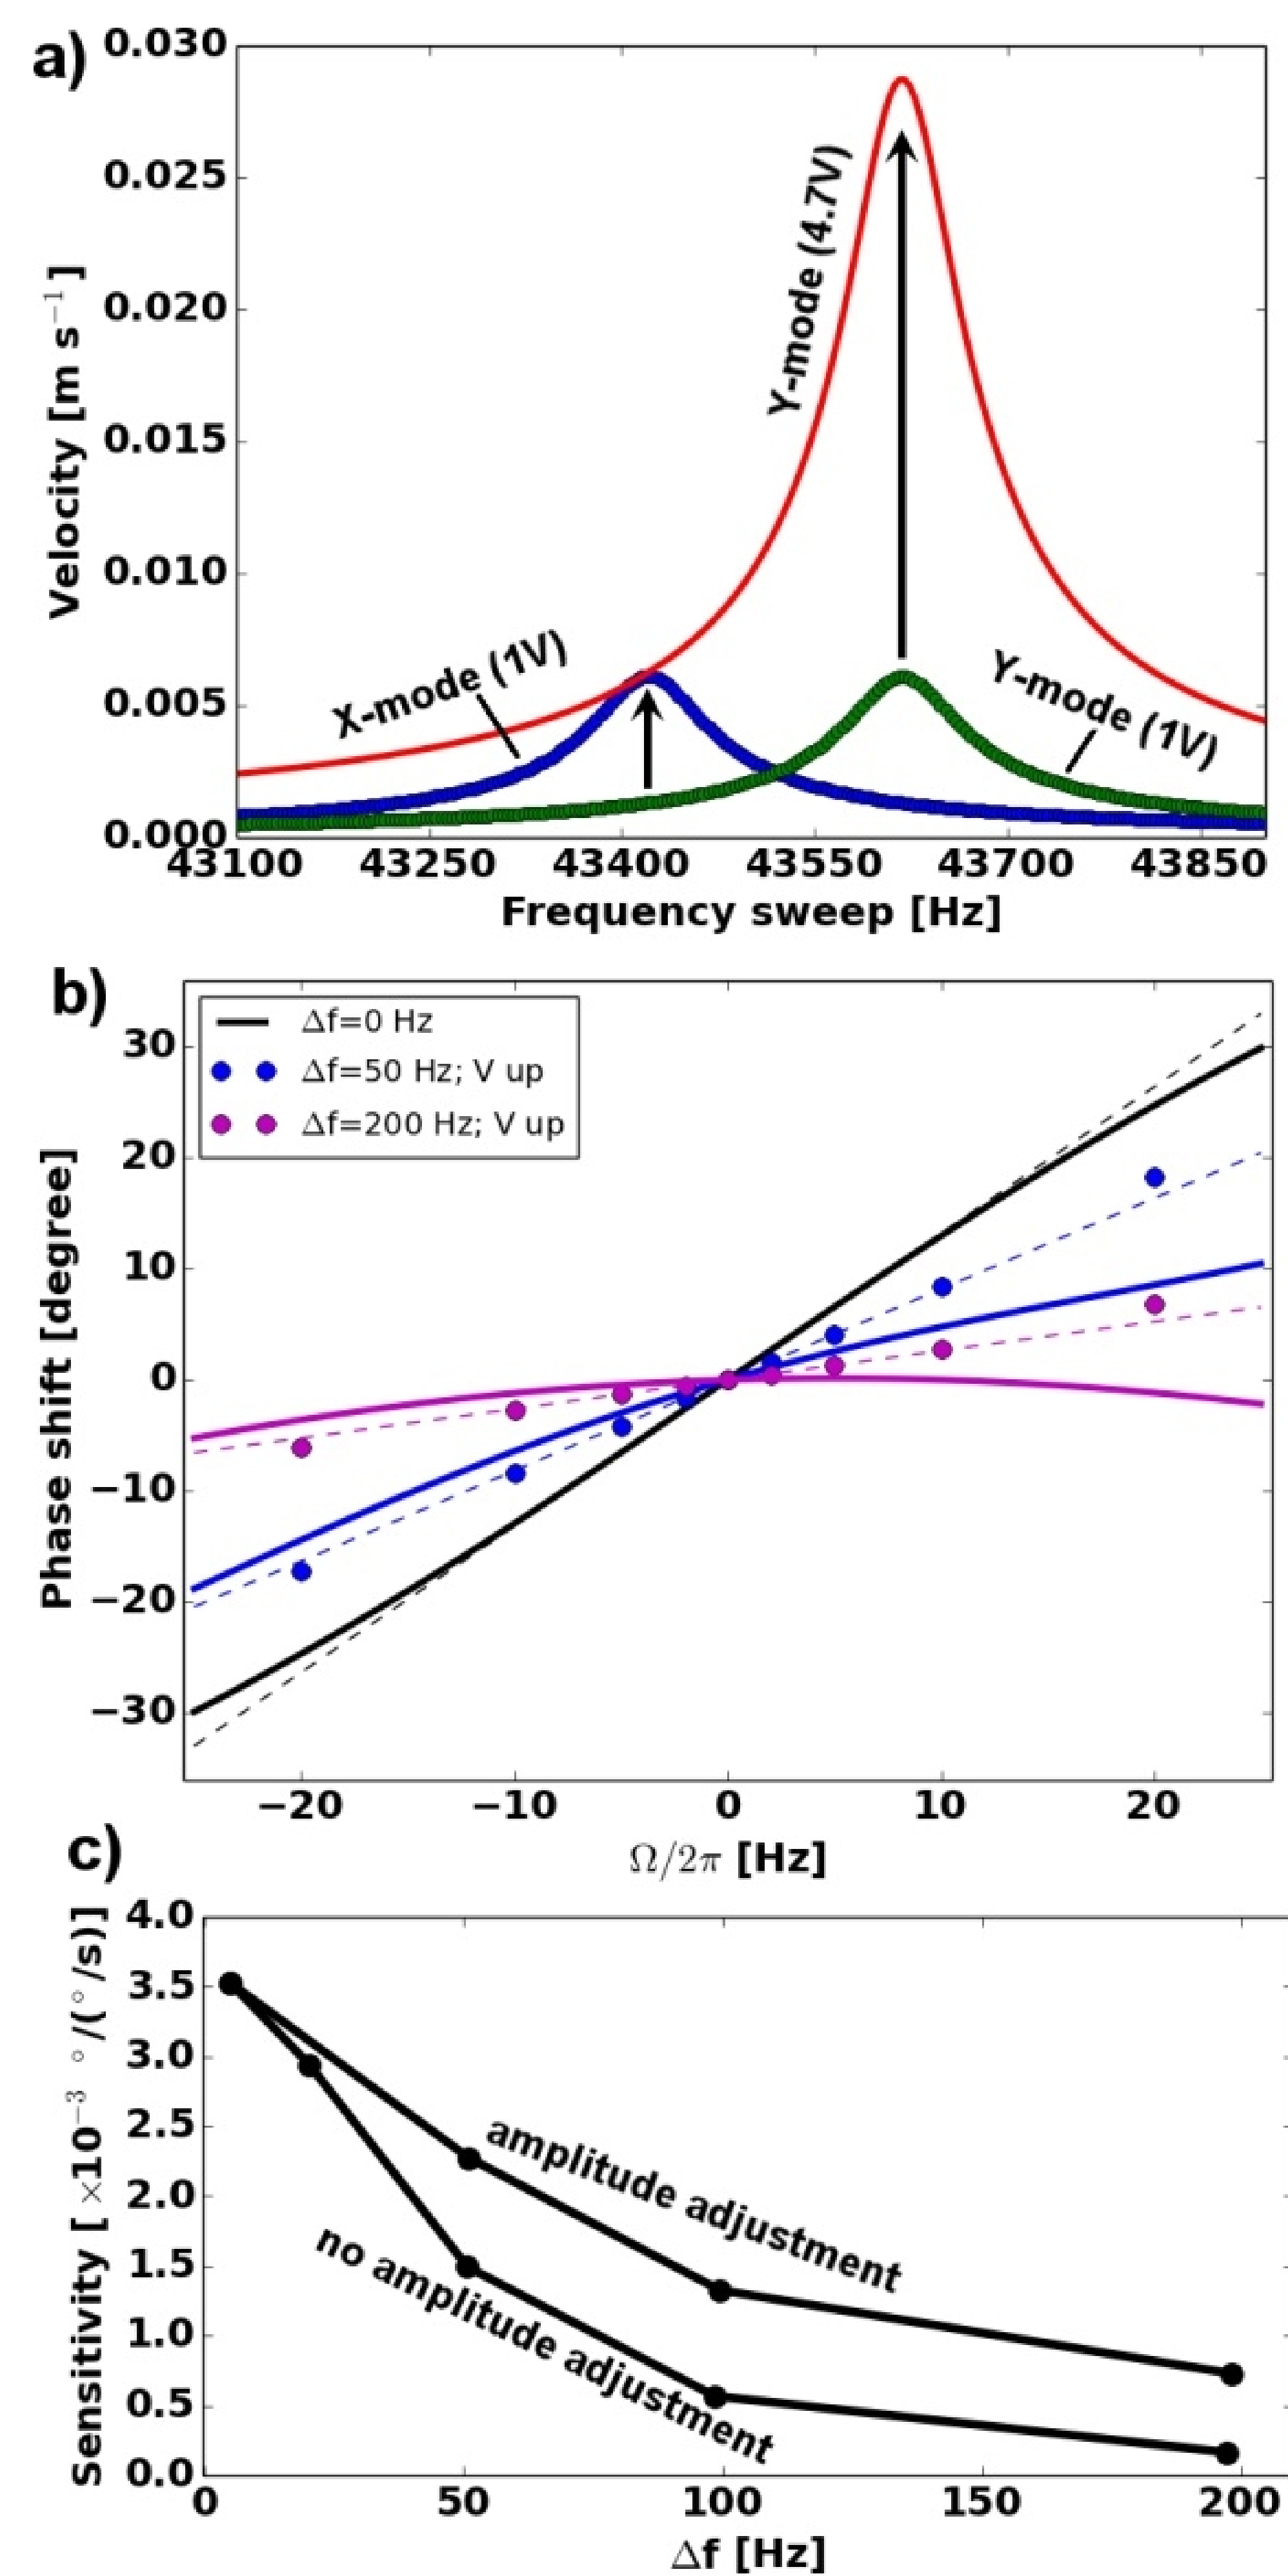 a)
0.030
0.025
0.020
0.015
0.010
0.005
0.000
Velocity [m s⁻¹]
Y-mode (4.7V)
X-mode (1V)
Y-mode (1V)
43100 43250 43400 43550 43700 43850
Frequency sweep [Hz]
b)
Δf=0 Hz
Δf=50 Hz; V up
Δf=200 Hz; V up
30
20
10
0
−10
−20
−30
Phase shift [degree]
−20 −10 0 10 20
Ω/2π [Hz]
c)
4.0
3.5
3.0
2.5
2.0
1.5
1.0
0.5
0.0
Sensitivity [ ×10⁻³ °/(°/s)]
amplitude adjustment
no amplitude adjustment
0 50 100 150 200
Δf [Hz]